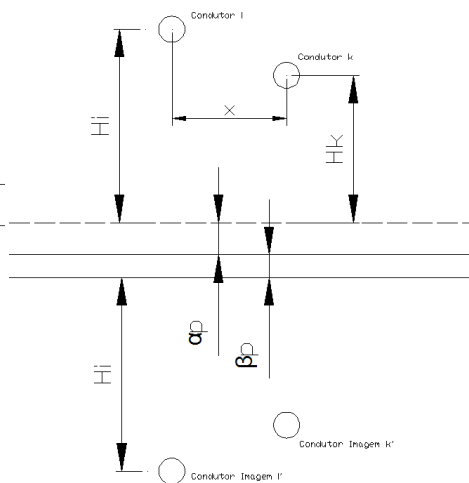 Condutor i
Condutor k
x
Hi
Hk
αp
βp
Hi
Condutor Imagem k'
Condutor Imagem i'